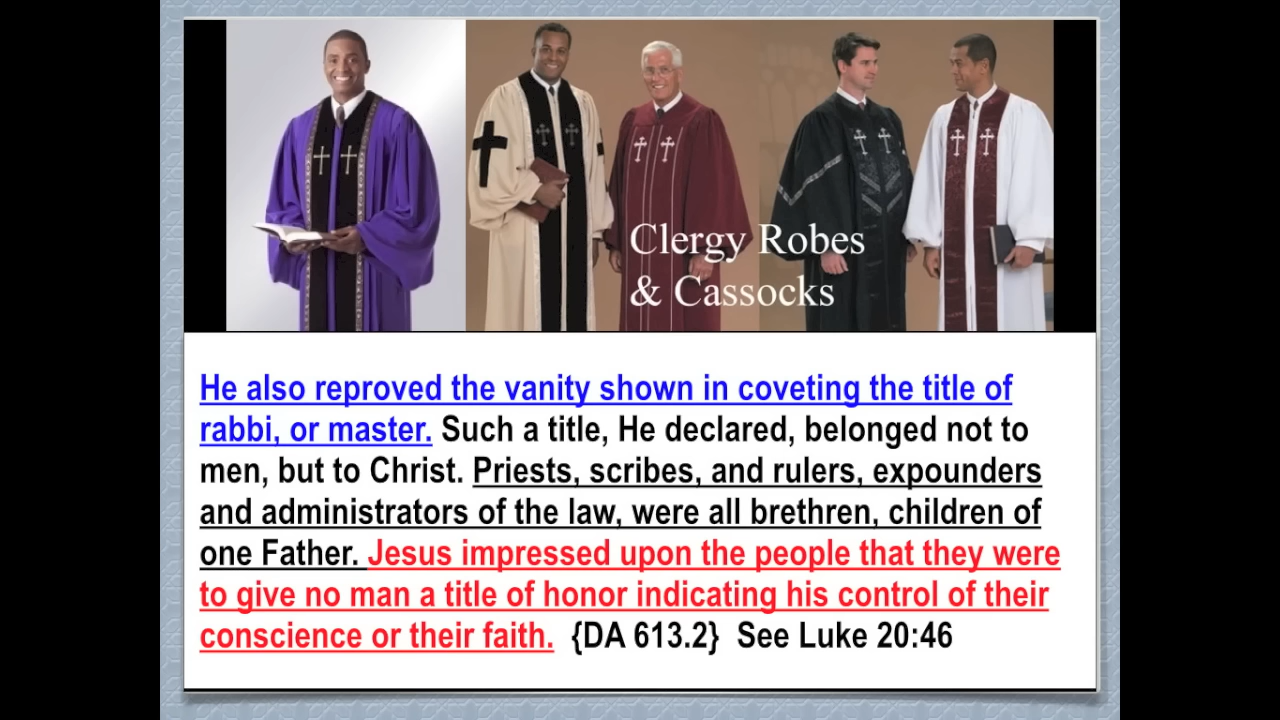 Clergy Robes
& Cassocks
He also reproved the vanity shown in coveting the title of
rabbi, or master. Such a title, He declared, belonged not to
men, but to Christ. Priests, scribes, and rulers, expounders
and administrators of the law, were all brethren, children of
one Father. Jesus impressed upon the people that they were
to give no man a title of honor indicating his control of their
conscience or their faith. {DA 613.2} See Luke 20:46